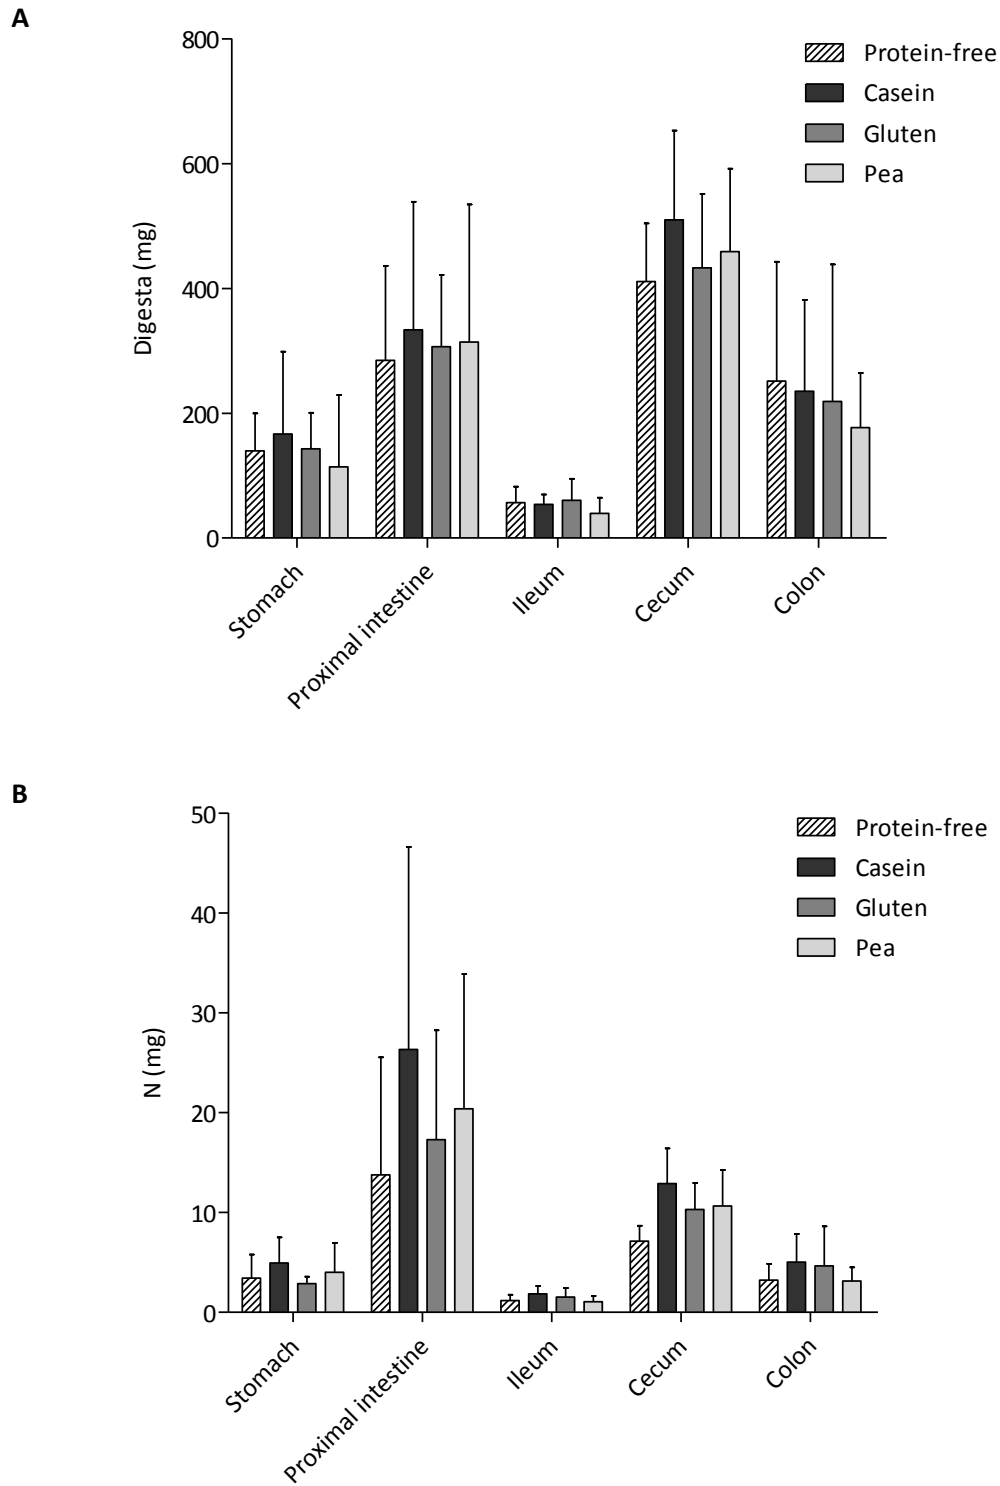 A
800
600
400
200
0
Digesta (mg)
Protein-free
Casein
Gluten
Pea
Stomach
Proximal intestine
Ileum
Cecum
Colon
B
50
40
30
20
10
0
N (mg)
Protein-free
Casein
Gluten
Pea
Stomach
Proximal intestine
Ileum
Cecum
Colon